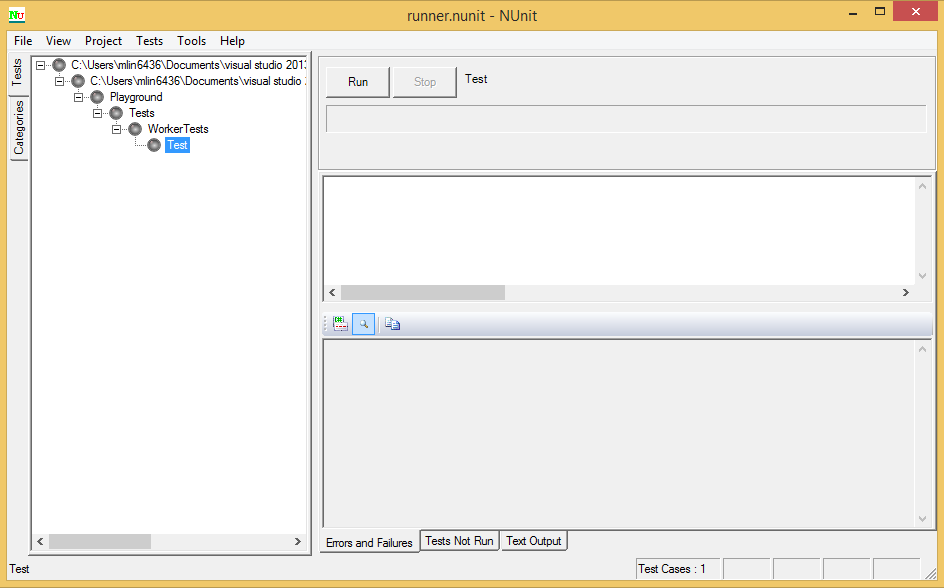 NU
runner.nunit - NUnit
File View Project Tests Tools Help
Tests
Categories
C:\Users\mlin6436\Documents\visual studio 2013
C:\Users\mlin6436\Documents\visual studio
Playground
Tests
WorkerTests
Test
Run
Stop
Test
Errors and Failures
Tests Not Run
Text Output
Test
Test Cases : 1